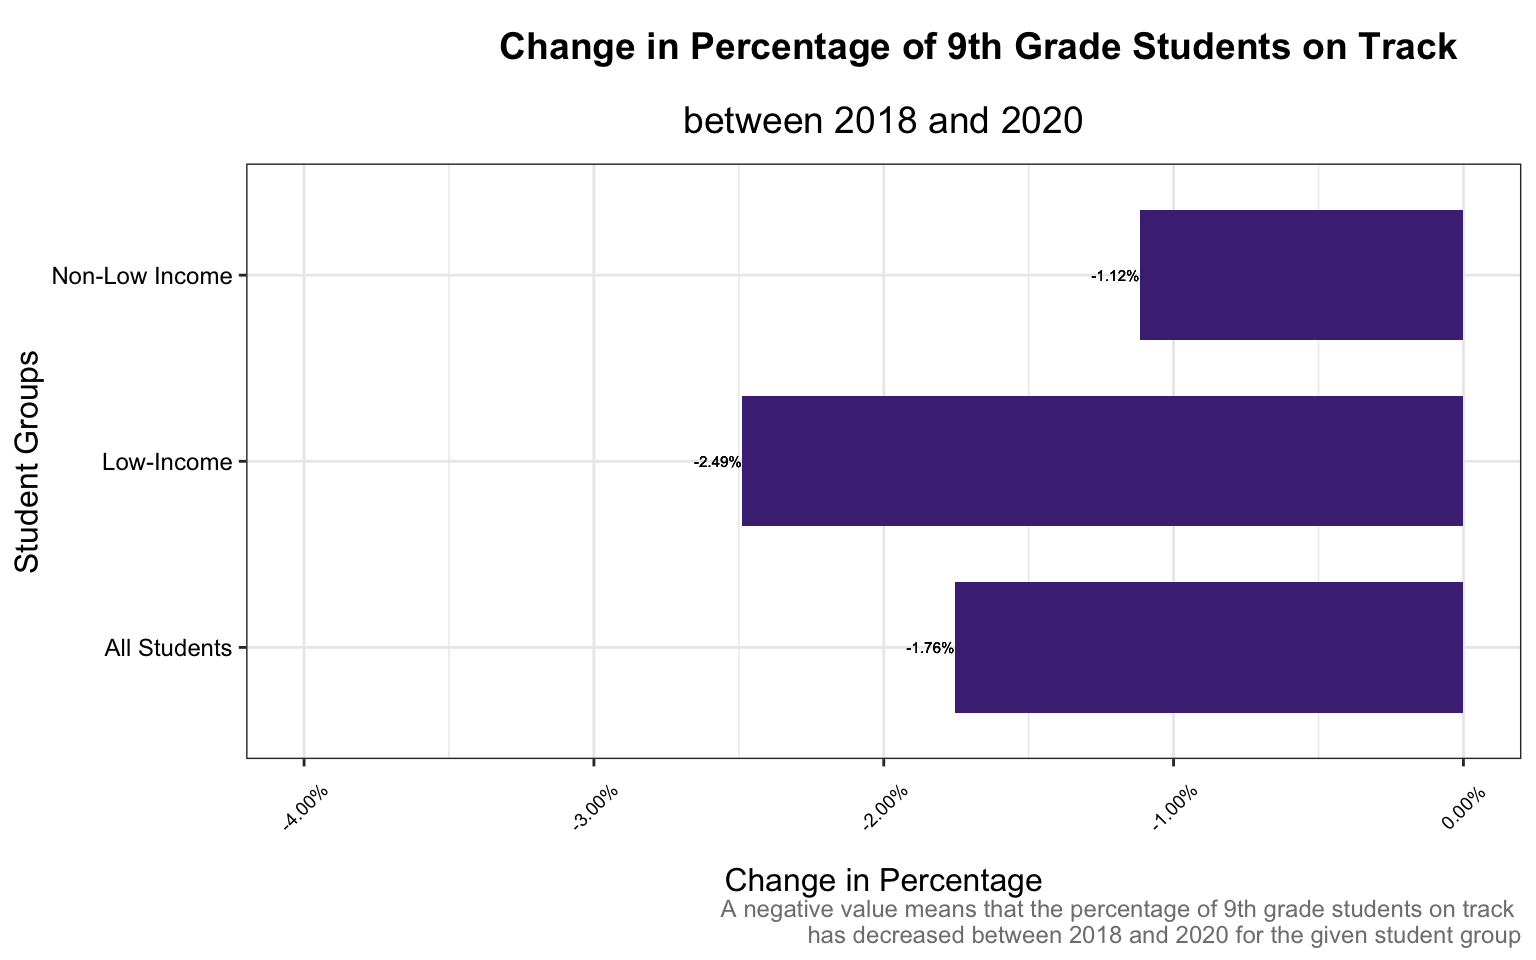 Change in Percentage of 9th Grade Students on Track
between 2018 and 2020
Student Groups
Non-Low Income
-1.12%
Low-Income
-2.49%
All Students
-1.76%
-4.00%
-3.00%
-2.00%
-1.00%
0.00%
Change in Percentage
A negative value means that the percentage of 9th grade students on track
has decreased between 2018 and 2020 for the given student group